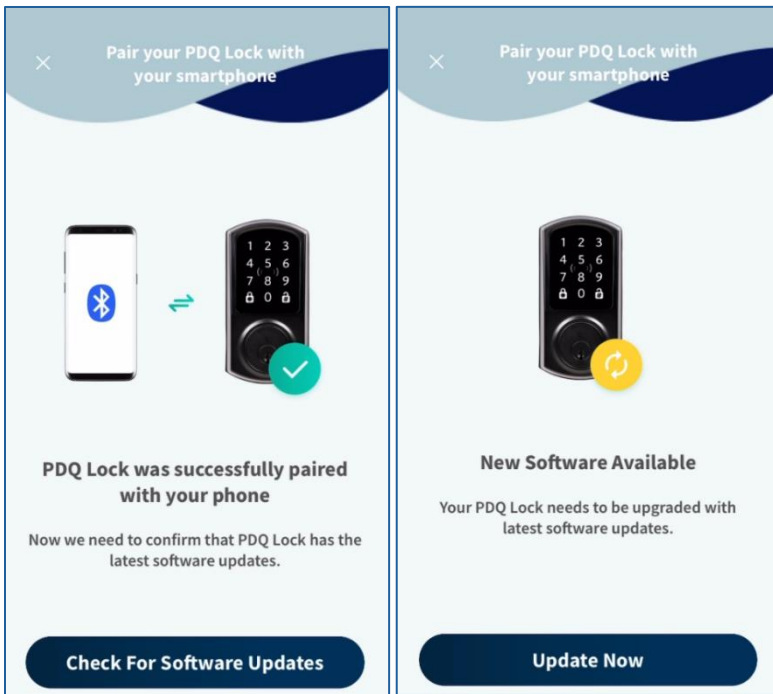 Pair your PDQ Lock with
your smartphone
1 2 3
4 5 6
7 8 9
0
PDQ Lock was successfully paired
with your phone
Now we need to confirm that PDQ Lock has the
latest software updates.
Check For Software Updates
Pair your PDQ Lock with
your smartphone
1 2 3
4 5 6
7 8 9
0
New Software Available
Your PDQ Lock needs to be upgraded with
latest software updates.
Update Now